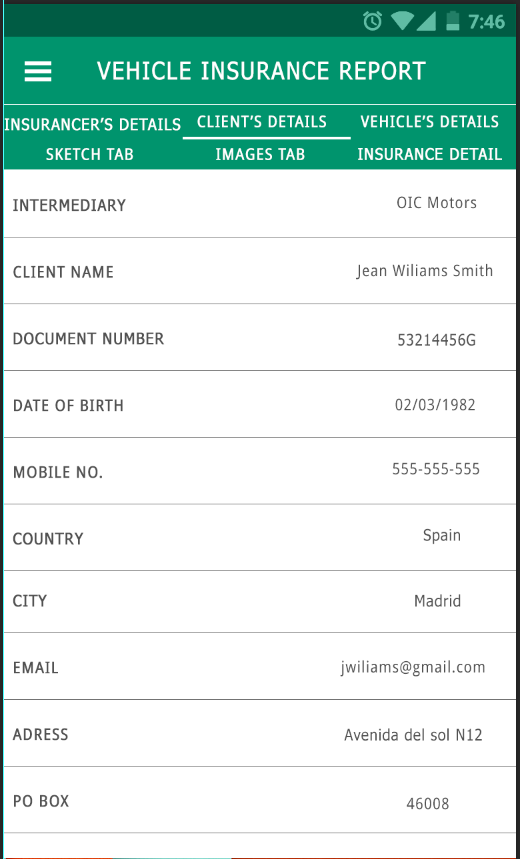 7:46
VEHICLE INSURANCE REPORT
INSURANCER'S DETAILS CLIENT'S DETAILS VEHICLE'S DETAILS
SKETCH TAB IMAGES TAB INSURANCE DETAIL
INTERMEDIARY OIC Motors
CLIENT NAME Jean Wiliams Smith
DOCUMENT NUMBER 53214456G
DATE OF BIRTH 02/03/1982
MOBILE NO. 555-555-555
COUNTRY Spain
CITY Madrid
EMAIL jwiliams@gmail.com
ADRESS Avenida del sol N12
PO BOX 46008